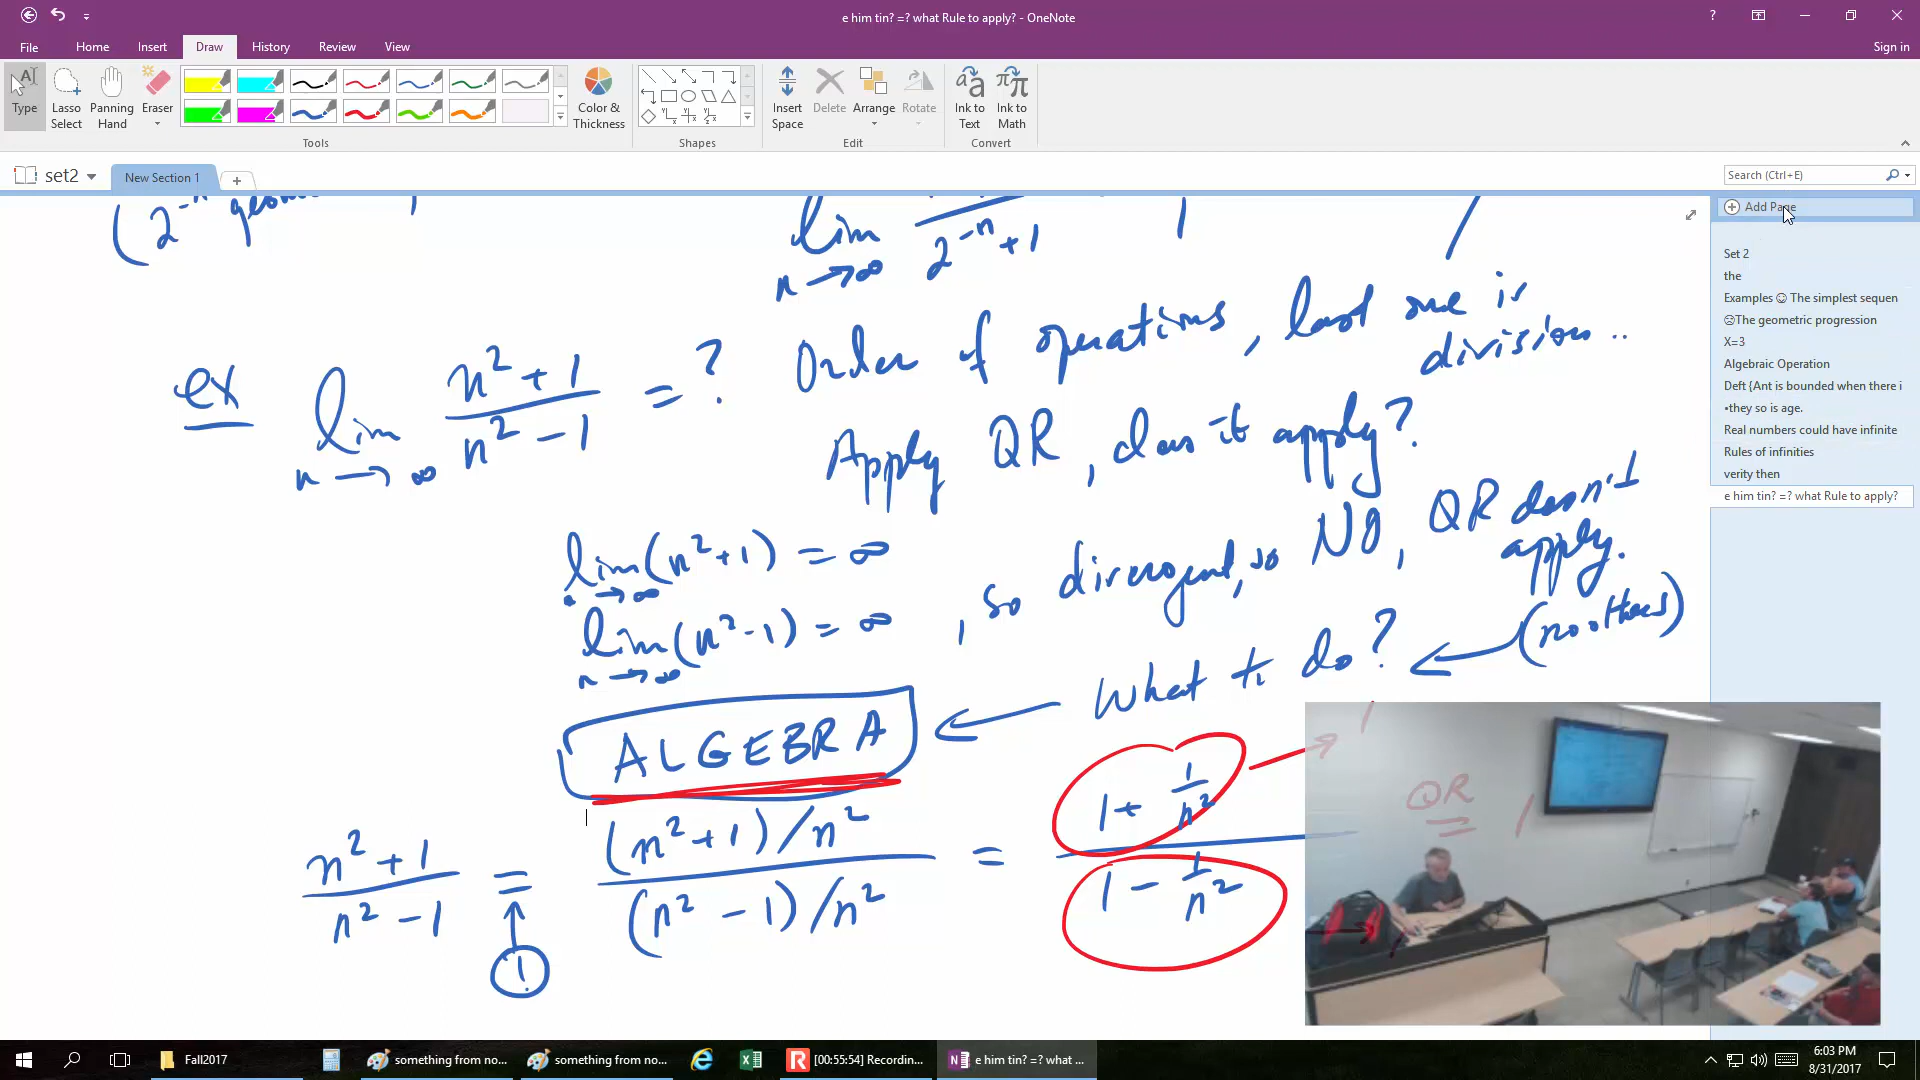 e him tin? =? what Rule to apply? - OneNote
File Home Insert Draw History Review View
Sign in
Type
Lasso Select
Panning Hand
Eraser
Color & Thickness
Insert Space
Delete
Arrange
Rotate
Ink to Text
Ink to Math
Tools
Shapes
Edit
Convert
set2
New Section 1
Search (Ctrl+E)
Add Page
Set 2
the
Examples ☺ The simplest sequen
☹The geometric progression
X=3
Algebraic Operation
Deft {Ant is bounded when there i
•they so is age.
Real numbers could have infinite
Rules of infinities
verity then
e him tin? =? what Rule to apply?
(2^-n
lim n→∞ 2^-n + 1 1
ex lim n→∞ (n² + 1)/(n² - 1) = ? Order of operations, last one is division ..
Apply QR, does it apply?
lim n→∞ (n²+1) = ∞
lim n→∞ (n²-1) = ∞
, so divergent, so NO, QR doesn't apply.
What to do? (no others)
ALGEBRA
(n² + 1)/(n² - 1) = ((n² + 1)/n²)/((n² - 1)/n²) = (1 + 1/n²)/(1 - 1/n²)
1
QR
1
Fall2017
something from no...
something from no...
[00:55:54] Recordin...
e him tin? =? what ...
6:03 PM
8/31/2017